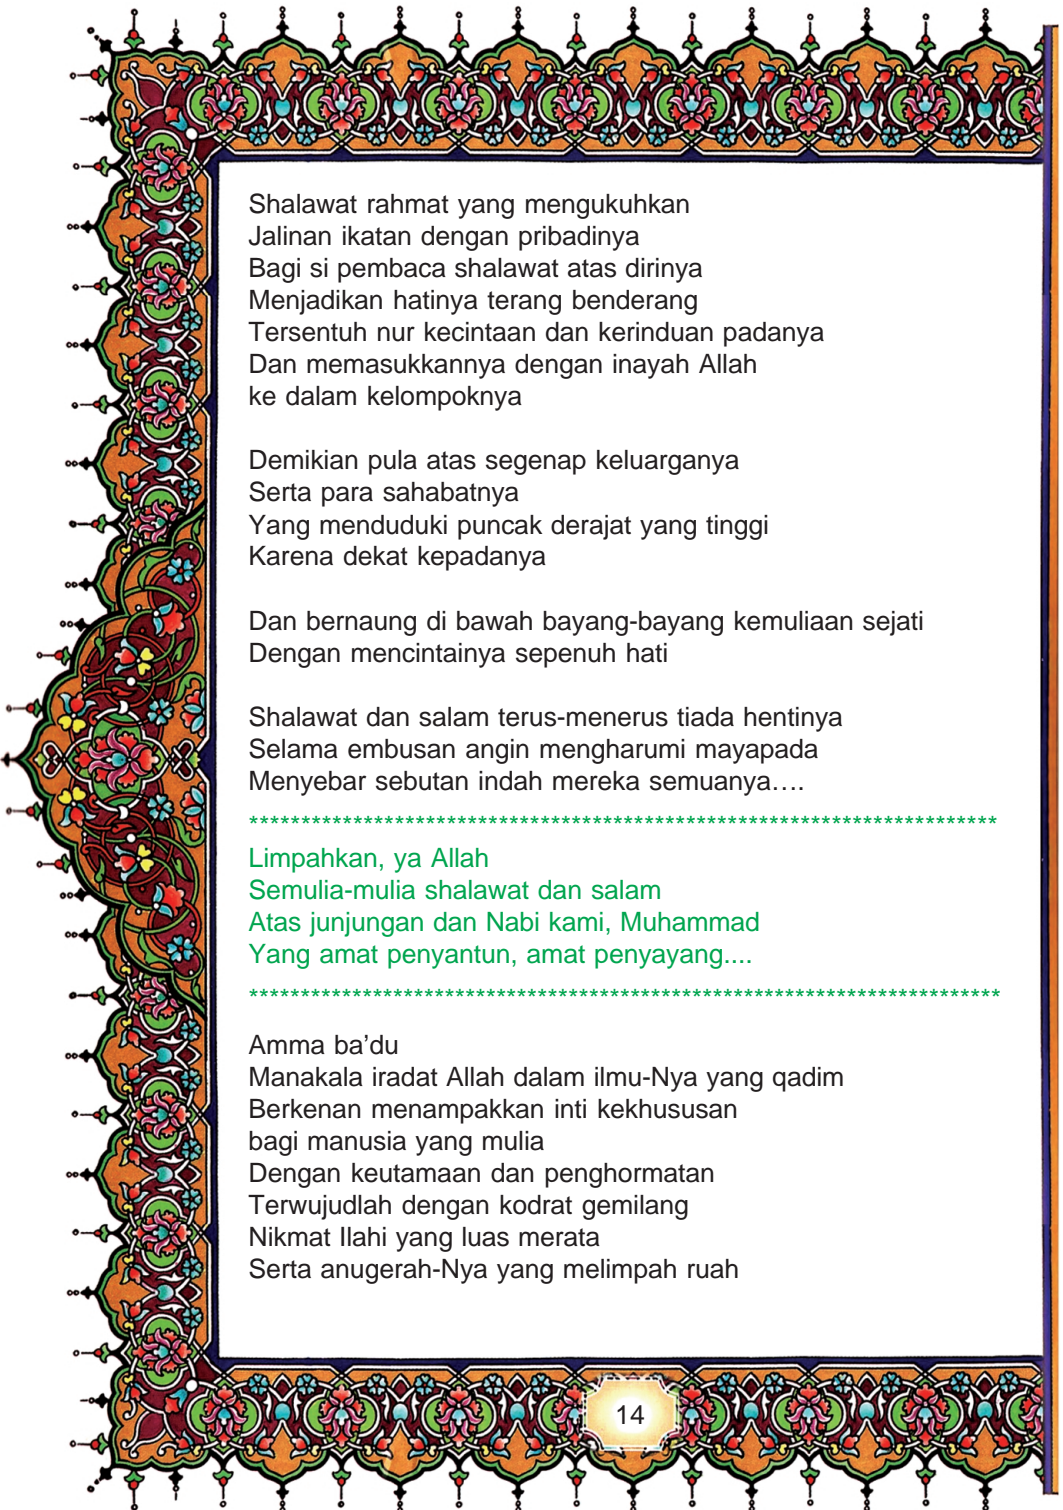 Shalawat rahmat yang mengukuhkan
Jalinan ikatan dengan pribadinya
Bagi si pembaca shalawat atas dirinya
Menjadikan hatinya terang benderang
Tersentuh nur kecintaan dan kerinduan padanya
Dan memasukkannya dengan inayah Allah
ke dalam kelompoknya

Demikian pula atas segenap keluarganya
Serta para sahabatnya
Yang menduduki puncak derajat yang tinggi
Karena dekat kepadanya

Dan bernaung di bawah bayang-bayang kemuliaan sejati
Dengan mencintainya sepenuh hati

Shalawat dan salam terus-menerus tiada hentinya
Selama embusan angin mengharumi mayapada
Menyebar sebutan indah mereka semuanya….
************************************************************************
Limpahkan, ya Allah
Semulia-mulia shalawat dan salam
Atas junjungan dan Nabi kami, Muhammad
Yang amat penyantun, amat penyayang....
************************************************************************

Amma ba’du
Manakala iradat Allah dalam ilmu-Nya yang qadim
Berkenan menampakkan inti kekhususan
bagi manusia yang mulia
Dengan keutamaan dan penghormatan
Terwujudlah dengan kodrat gemilang
Nikmat Ilahi yang luas merata
Serta anugerah-Nya yang melimpah ruah
14